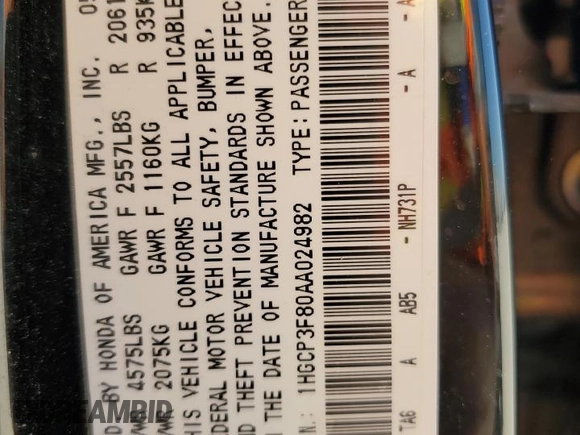 D BY HONDA OF AMERICA MFG., INC. 05
4575LBS GAWR F 2557LBS R 2061
2075KG GAWR F 1160KG R 935K
HIS VEHICLE CONFORMS TO ALL APPLICABLE
EDERAL MOTOR VEHICLE SAFETY, BUMPER,
ND THEFT PREVENTION STANDARDS IN EFFEC
THE DATE OF MANUFACTURE SHOWN ABOVE.
N.: 1HGCP3F80AA024982 TYPE: PASSENGER
TA6 A AB5 - NH731P - A - A